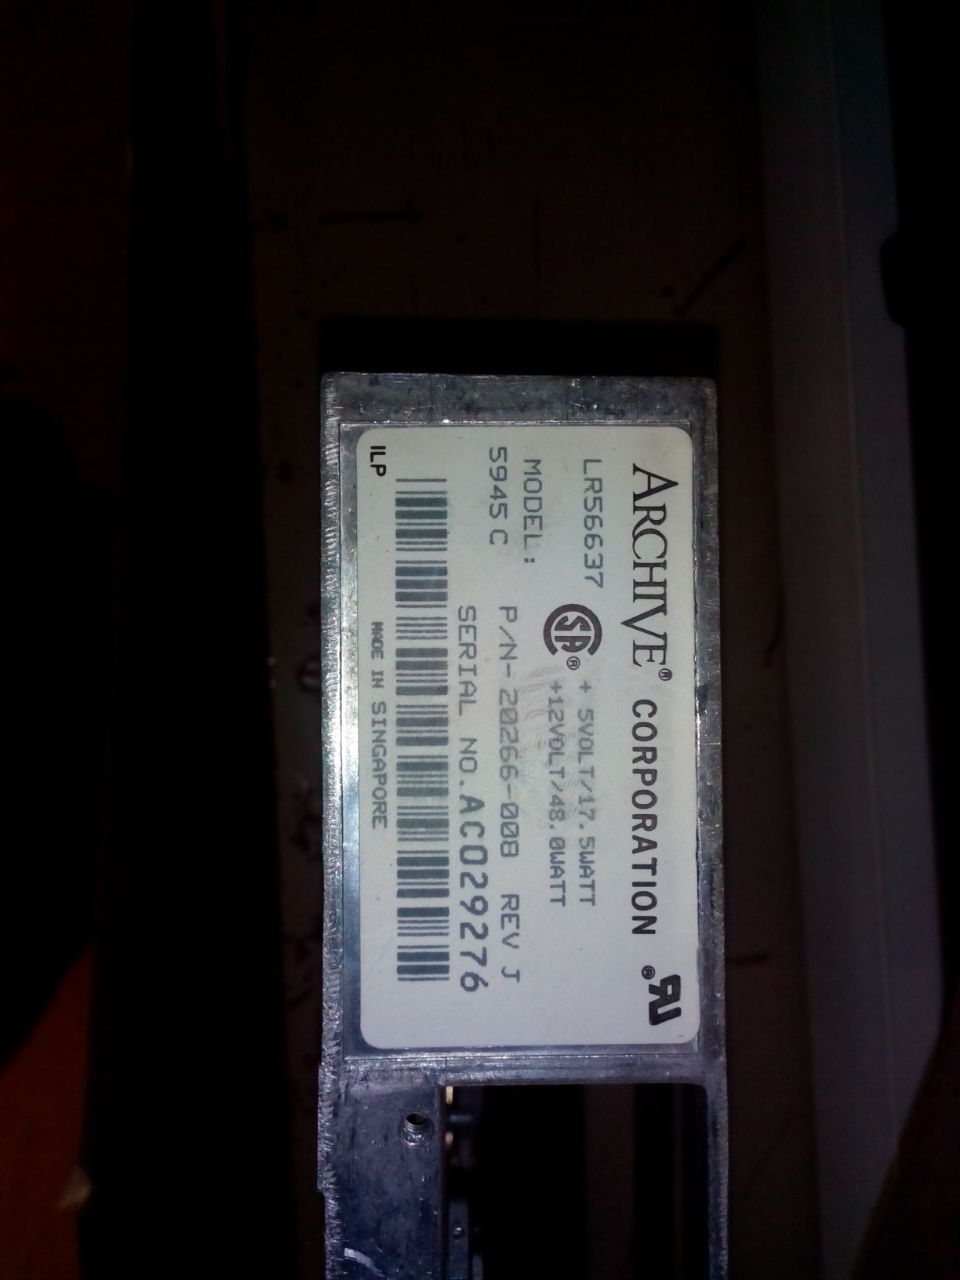 ARCHIVE® CORPORATION
LR56637
+ 5VOLT/17.5WATT
+12VOLT/48.0WATT
MODEL:
5945 C
P/N-20266-008 REV J
SERIAL NO.AC029276
ILP
MADE IN SINGAPORE